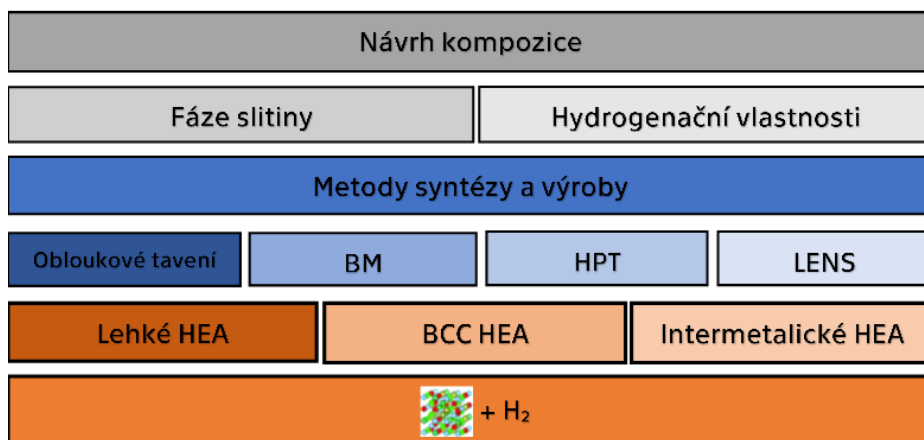 Návrh kompozice
Fáze slitiny
Hydrogenační vlastnosti
Metody syntézy a výroby
Obloukové tavení
BM
HPT
LENS
Lehké HEA
BCC HEA
Intermetalické HEA
+ H₂